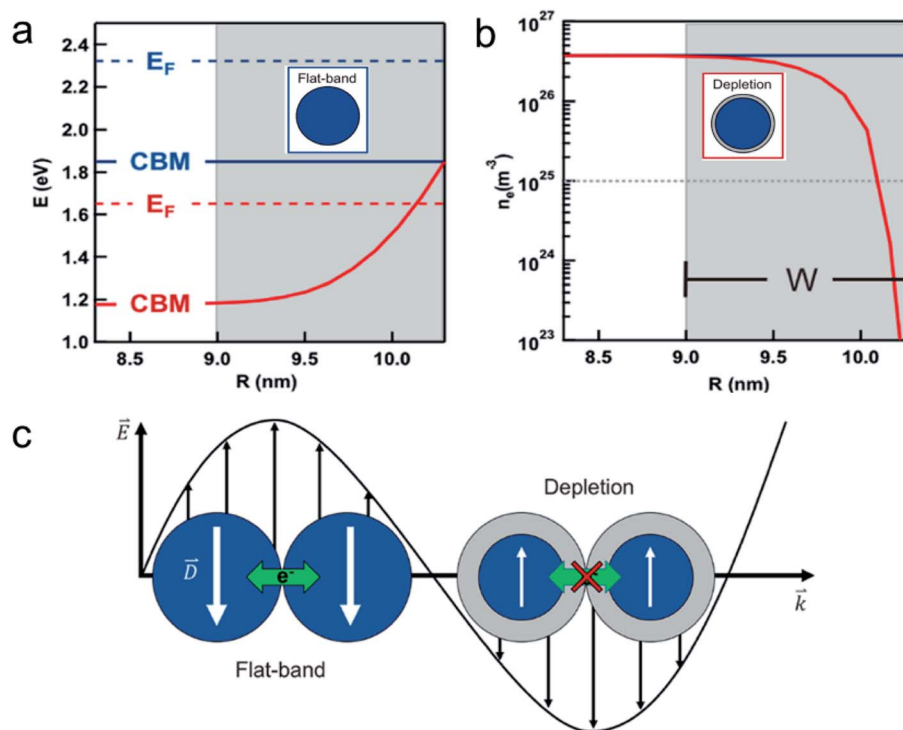 a
E (eV)
2.4
2.2
2.0
1.8
1.6
1.4
1.2
1.0
E_F
Flat-band
CBM
E_F
CBM
8.5 9.0 9.5 10.0
R (nm)
b
n_e(m^-3)
10^27
10^26
10^25
10^24
10^23
Depletion
W
8.5 9.0 9.5 10.0
R (nm)
c
E⃗
Depletion
D⃗
e^-
k⃗
Flat-band